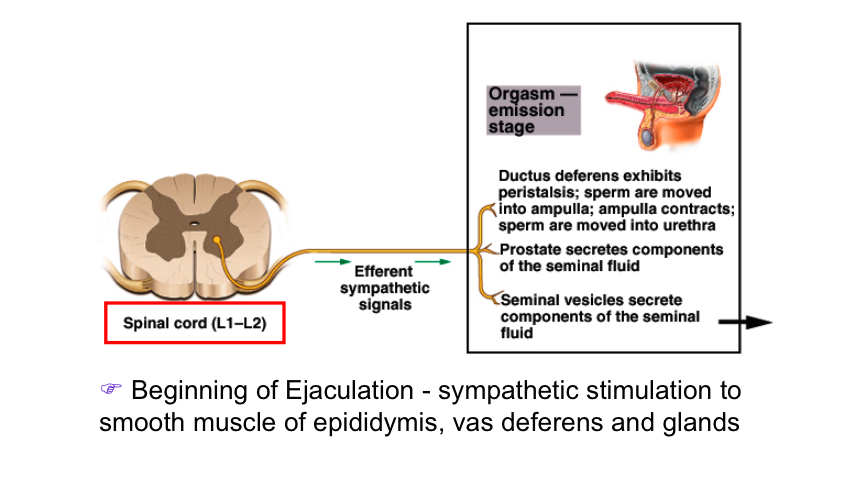 Orgasm —
emission
stage
Ductus deferens exhibits
peristalsis; sperm are moved
into ampulla; ampulla contracts;
sperm are moved into urethra
Prostate secretes components
of the seminal fluid
Seminal vesicles secrete
components of the seminal
fluid
Efferent
sympathetic
signals
Spinal cord (L1–L2)
☞ Beginning of Ejaculation - sympathetic stimulation to
smooth muscle of epididymis, vas deferens and glands